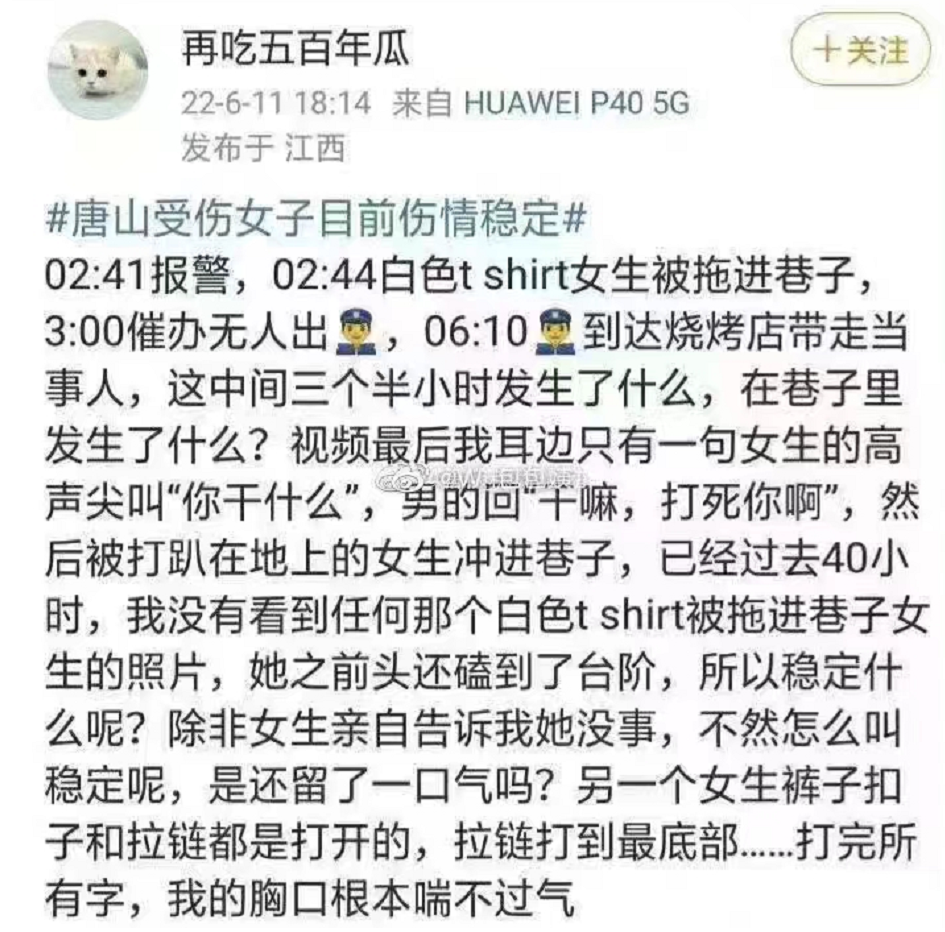 再吃五百年瓜
+关注
22-6-11 18:14 来自 HUAWEI P40 5G
发布于 江西
#唐山受伤女子目前伤情稳定#
02:41报警，02:44白色t shirt女生被拖进巷子，
3:00催办无人出👮，06:10👮到达烧烤店带走当
事人，这中间三个半小时发生了什么，在巷子里
发生了什么？视频最后我耳边只有一句女生的高
声尖叫“你干什么”，男的回“干嘛，打死你啊”，然
后被打趴在地上的女生冲进巷子，已经过去40小
时，我没有看到任何那个白色t shirt被拖进巷子女
生的照片，她之前头还磕到了台阶，所以稳定什
么呢？除非女生亲自告诉我她没事，不然怎么叫
稳定呢，是还留了一口气吗？另一个女生裤子扣
子和拉链都是打开的，拉链打到最底部……打完所
有字，我的胸口根本喘不过气